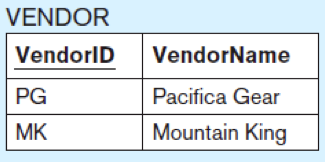 VENDOR
VendorID VendorName
PG Pacifica Gear
MK Mountain King